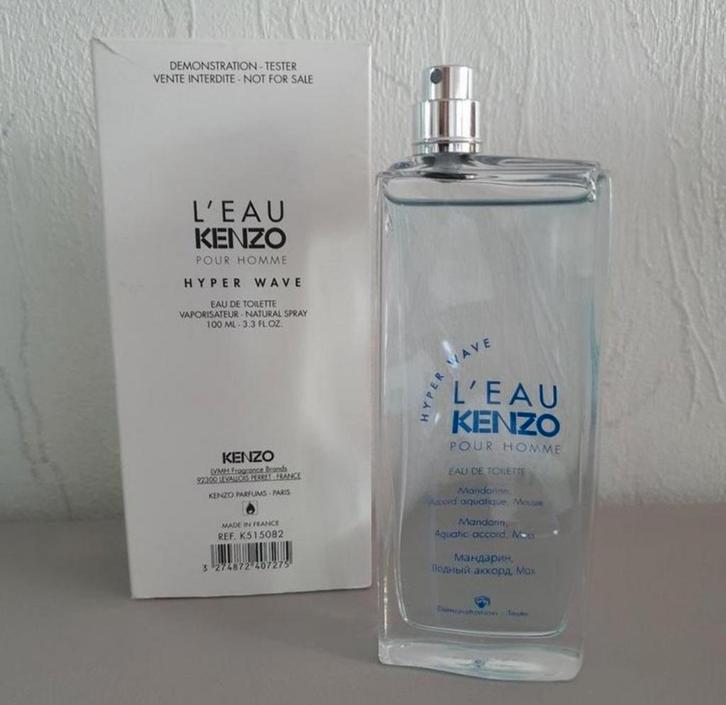 DEMONSTRATION - TESTER
VENTE INTERDITE - NOT FOR SALE
L'EAU
KENZO
POUR HOMME
HYPER WAVE
EAU DE TOILETTE
VAPORISATEUR - NATURAL SPRAY
100 ML - 3.3 FL.OZ.
KENZO
LVMH Fragrance Brands
92300 LEVALLOIS PERRET - FRANCE
KENZO PARFUMS - PARIS
MADE IN FRANCE
REF. K515082
3 274872 407275
HYPER WAVE
L'EAU
KENZO
POUR HOMME
EAU DE TOILETTE
Mandarine,
Accord aquatique, Mousse
Mandarin,
Aquatic accord, Moss
Мандарин,
Водный аккорд, Мох
Demonstration - Tester